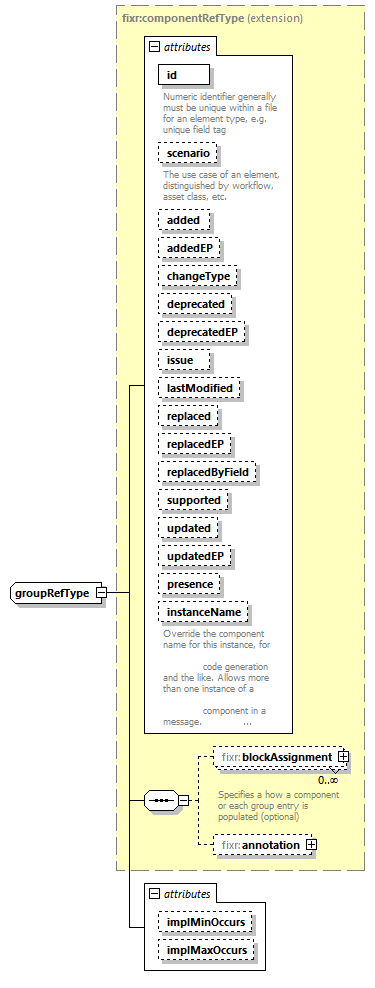 fixr:componentRefType (extension)
attributes
id
Numeric identifier generally
must be unique within a file
for an element type, e.g.
unique field tag
scenario
The use case of an element,
distinguished by workflow,
asset class, etc.
added
addedEP
changeType
deprecated
deprecatedEP
issue
lastModified
replaced
replacedEP
replacedByField
supported
updated
updatedEP
presence
instanceName
Override the component
name for this instance, for
code generation
and the like. Allows more
than one instance of a
component in a
message. ...
groupRefType
fixr:blockAssignment
0..∞
Specifies a how a component
or each group entry is
populated (optional)
fixr:annotation
attributes
implMinOccurs
implMaxOccurs